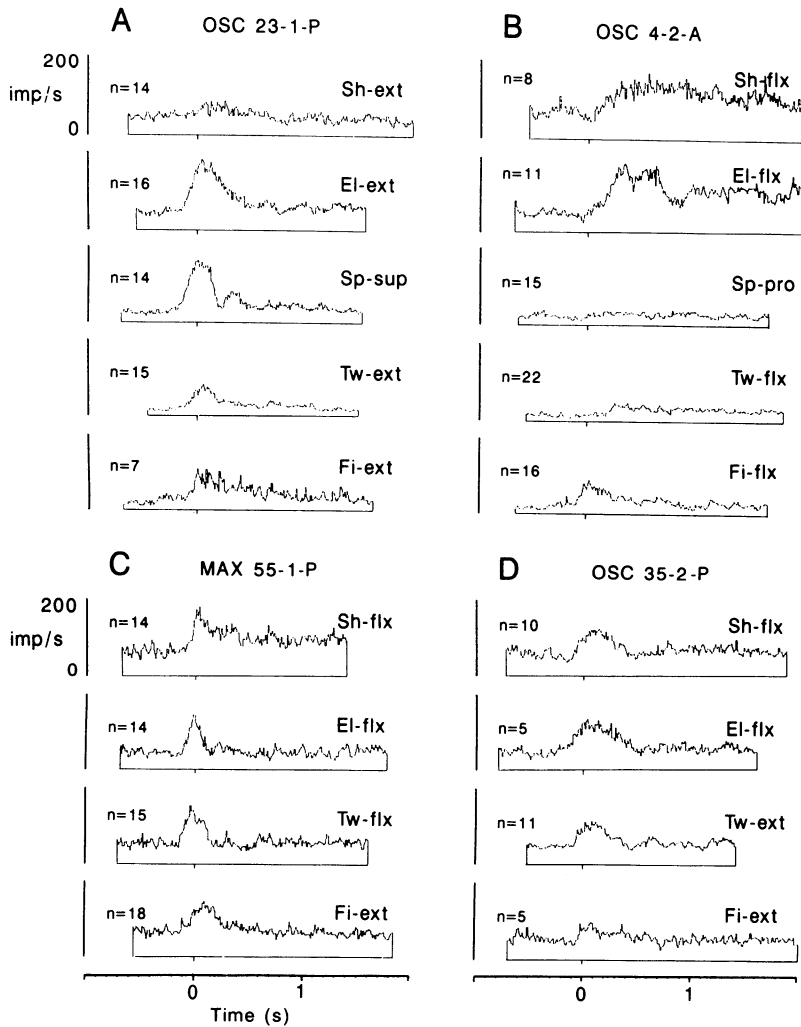 A
OSC 23-1-P
200
imp/s
0
n=14
Sh-ext
n=16
El-ext
n=14
Sp-sup
n=15
Tw-ext
n=7
Fi-ext
B
OSC 4-2-A
n=8
Sh-flx
n=11
El-flx
n=15
Sp-pro
n=22
Tw-flx
n=16
Fi-flx
C
MAX 55-1-P
200
imp/s
0
n=14
Sh-flx
n=14
El-flx
n=15
Tw-flx
n=18
Fi-ext
0
1
Time (s)
D
OSC 35-2-P
n=10
Sh-flx
n=5
El-flx
n=11
Tw-ext
n=5
Fi-ext
0
1